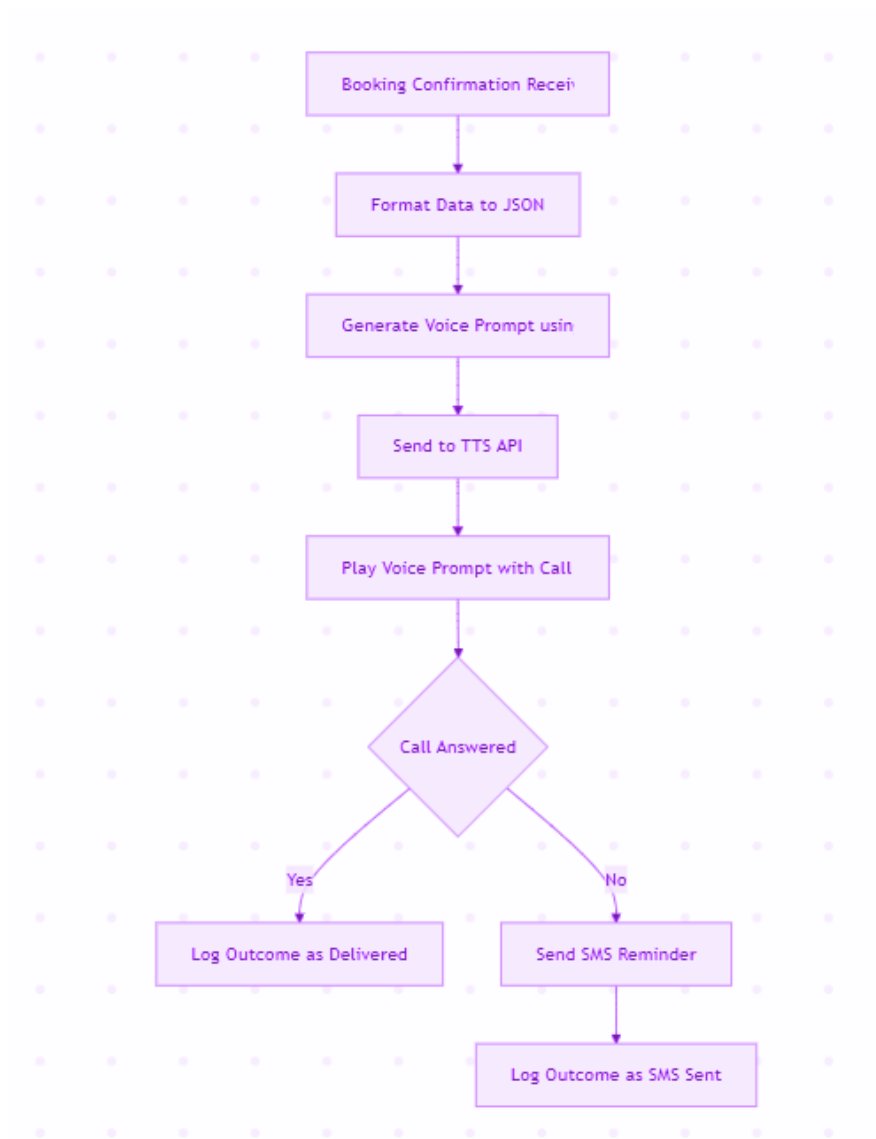 Booking Confirmation Recei
Format Data to JSON
Generate Voice Prompt usin
Send to TTS API
Play Voice Prompt with Call
Call Answered
Yes
No
Log Outcome as Delivered
Send SMS Reminder
Log Outcome as SMS Sent